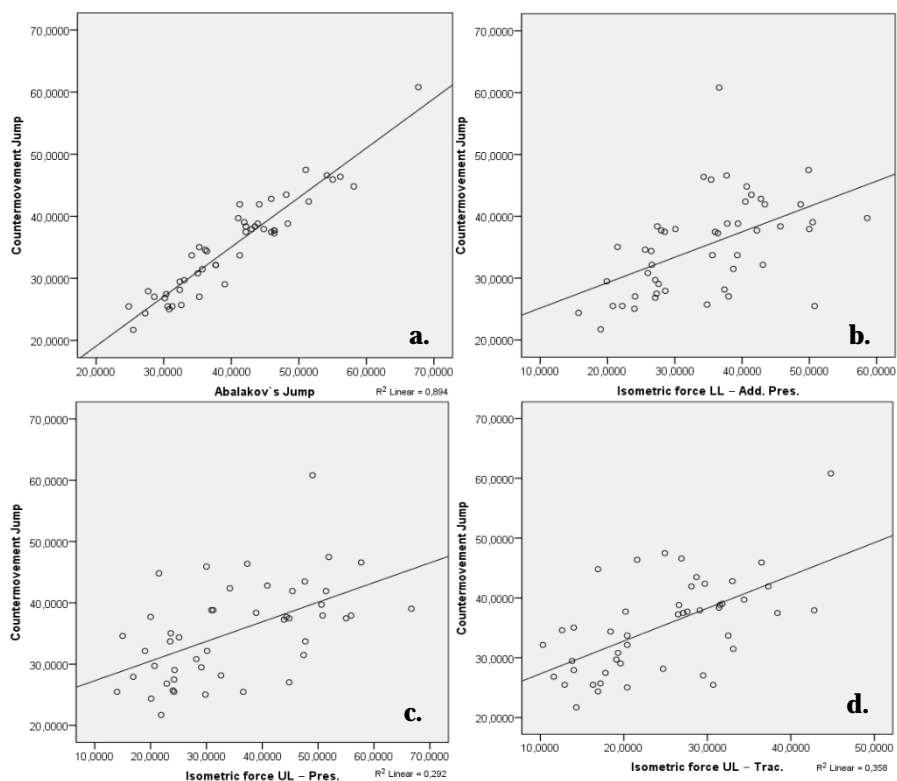 70,0000
60,0000
50,0000
40,0000
30,0000
20,0000
Countermovement Jump
a.
20,0000 30,0000 40,0000 50,0000 60,0000 70,0000
Abalakov`s Jump
R² Linear = 0,894
70,0000
60,0000
50,0000
40,0000
30,0000
20,0000
Countermovement Jump
b.
10,0000 20,0000 30,0000 40,0000 50,0000 60,0000
Isometric force LL – Add. Pres.
70,0000
60,0000
50,0000
40,0000
30,0000
20,0000
Countermovement Jump
c.
10,0000 20,0000 30,0000 40,0000 50,0000 60,0000 70,0000
Isometric force UL – Pres.
R² Linear = 0,292
70,0000
60,0000
50,0000
40,0000
30,0000
20,0000
Countermovement Jump
d.
10,0000 20,0000 30,0000 40,0000 50,0000
Isometric force UL – Trac.
R² Linear = 0,358